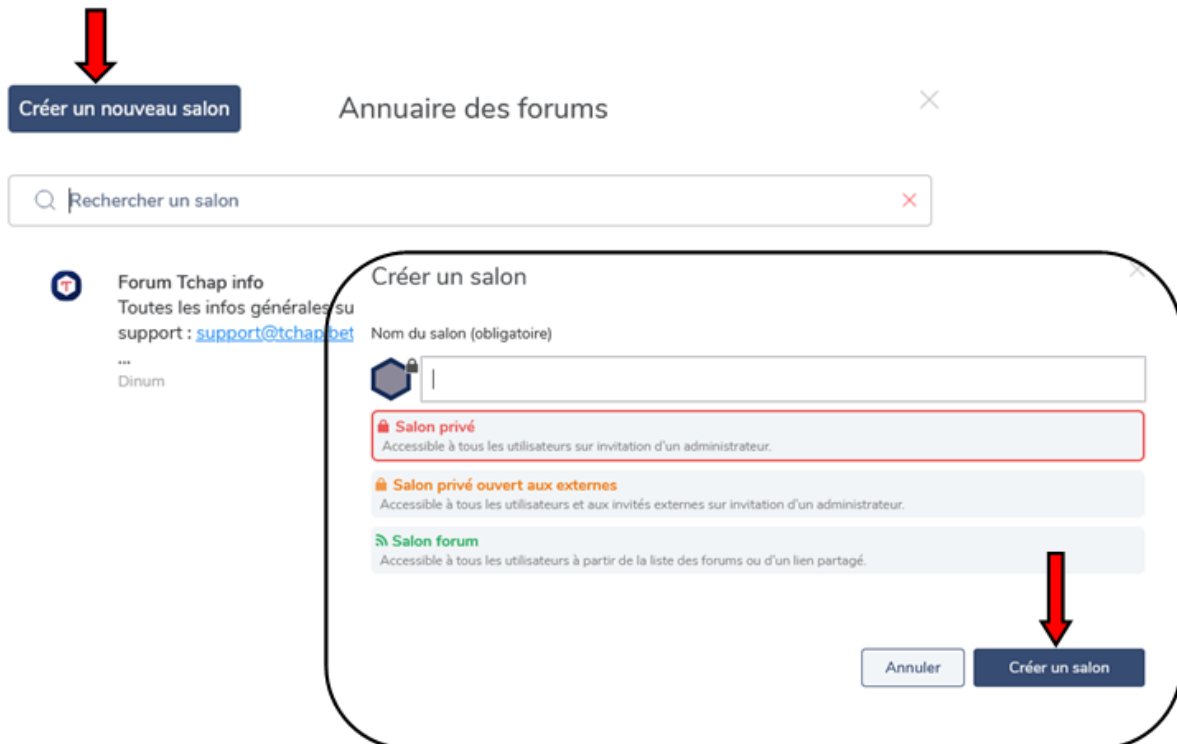 Créer un nouveau salon
Annuaire des forums
Rechercher un salon
Forum Tchap info
Toutes les infos générales su
support : support@tchap.bet
...
Dinum
Créer un salon
Nom du salon (obligatoire)
Salon privé
Accessible à tous les utilisateurs sur invitation d'un administrateur.
Salon privé ouvert aux externes
Accessible à tous les utilisateurs et aux invités externes sur invitation d'un administrateur.
Salon forum
Accessible à tous les utilisateurs à partir de la liste des forums ou d'un lien partagé.
Annuler
Créer un salon